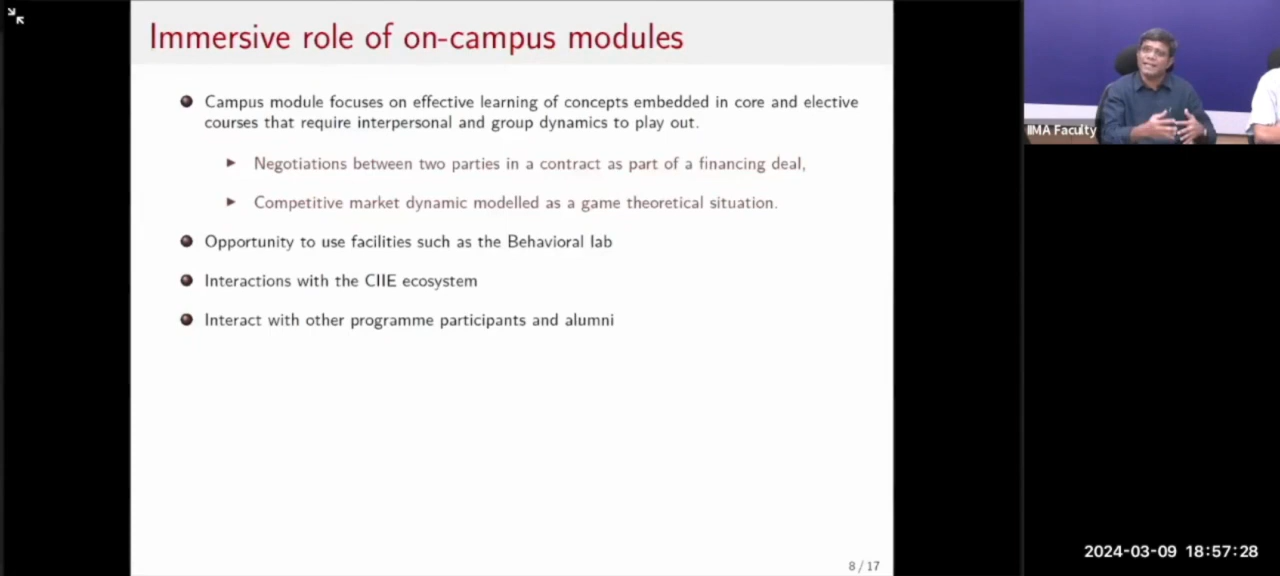 Immersive role of on-campus modules
Campus module focuses on effective learning of concepts embedded in core and elective
courses that require interpersonal and group dynamics to play out.
Negotiations between two parties in a contract as part of a financing deal,
Competitive market dynamic modelled as a game theoretical situation.
Opportunity to use facilities such as the Behavioral lab
Interactions with the CIIE ecosystem
Interact with other programme participants and alumni
8 / 17
IIMA Faculty
2024-03-09 18:57:28